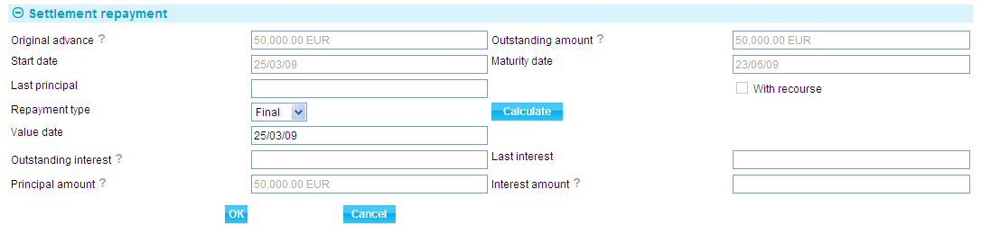 Settlement repayment
Original advance ? 50,000.00 EUR Outstanding amount ? 50,000.00 EUR
Start date 25/03/09 Maturity date 23/06/09
Last principal With recourse
Repayment type Final Calculate
Value date 25/03/09
Outstanding interest ? Last interest
Principal amount ? 50,000.00 EUR Interest amount ?
OK Cancel